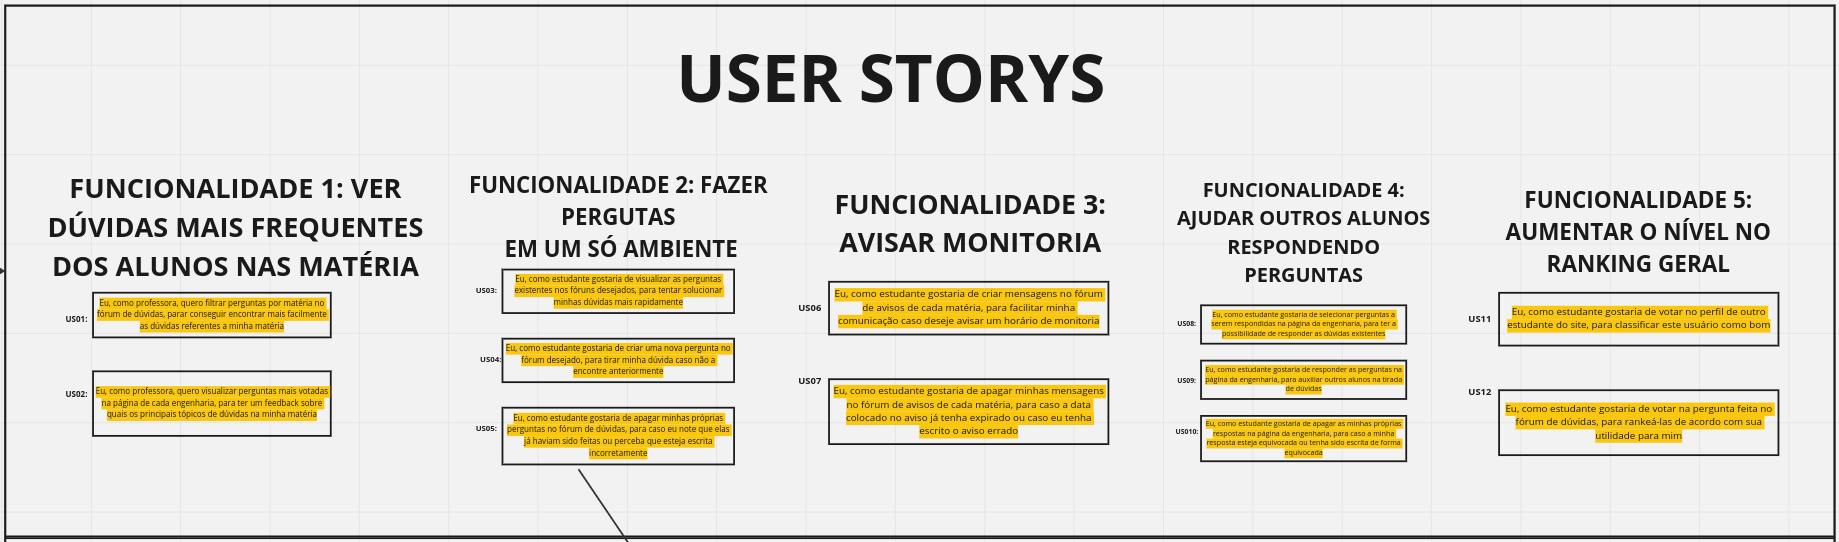 USER STORYS
FUNCIONALIDADE 1: VER
DÚVIDAS MAIS FREQUENTES
DOS ALUNOS NAS MATÉRIA
US01:
Eu, como professora, quero filtrar perguntas por matéria no
fórum de dúvidas, parar conseguir encontrar mais facilmente
as dúvidas referentes a minha matéria
US02:
Eu, como professora, quero visualizar perguntas mais votadas
na página de cada engenharia, para ter um feedback sobre
quais os principais tópicos de dúvidas na minha matéria
FUNCIONALIDADE 2: FAZER
PERGUTAS
EM UM SÓ AMBIENTE
US03:
Eu, como estudante gostaria de visualizar as perguntas
existentes nos fóruns desejados, para tentar solucionar
minhas dúvidas mais rapidamente
US04:
Eu, como estudante gostaria de criar uma nova pergunta no
fórum desejado, para tirar minha dúvida caso não a
encontre anteriormente
US05:
Eu, como estudante gostaria de apagar minhas próprias
perguntas no fórum de dúvidas, para caso eu note que elas
já haviam sido feitas ou perceba que esteja escrita
incorretamente
FUNCIONALIDADE 3:
AVISAR MONITORIA
US06
Eu, como estudante gostaria de criar mensagens no fórum
de avisos de cada matéria, para facilitar minha
comunicação caso deseje avisar um horário de monitoria
US07
Eu, como estudante gostaria de apagar minhas mensagens
no fórum de avisos de cada matéria, para caso a data
colocado no aviso já tenha expirado ou caso eu tenha
escrito o aviso errado
FUNCIONALIDADE 4:
AJUDAR OUTROS ALUNOS
RESPONDENDO
PERGUNTAS
US08:
Eu, como estudante gostaria de selecionar perguntas a
serem respondidas na página da engenharia, para ter a
possibilidade de responder as dúvidas existentes
US09:
Eu, como estudante gostaria de responder as perguntas na
página da engenharia, para auxiliar outros alunos na tirada
de dúvidas
US010:
Eu, como estudante gostaria de apagar as minhas próprias
respostas na página da engenharia, para caso a minha
resposta esteja equivocada ou tenha sido escrita de forma
equivocada
FUNCIONALIDADE 5:
AUMENTAR O NÍVEL NO
RANKING GERAL
US11
Eu, como estudante gostaria de votar no perfil de outro
estudante do site, para classificar este usuário como bom
US12
Eu, como estudante gostaria de votar na pergunta feita no
fórum de dúvidas, para rankeá-las de acordo com sua
utilidade para mim